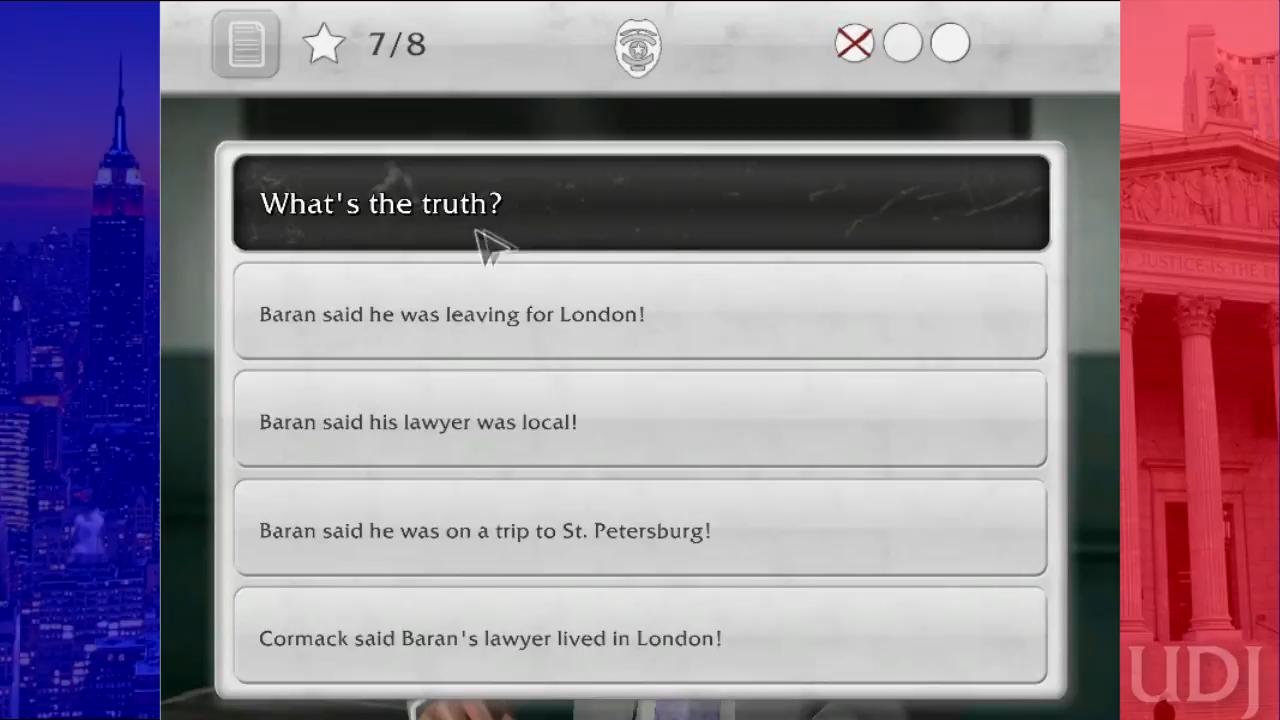 7/8
What's the truth?
Baran said he was leaving for London!
Baran said his lawyer was local!
Baran said he was on a trip to St. Petersburg!
Cormack said Baran's lawyer lived in London!
JUSTICE IS THE
UDJ